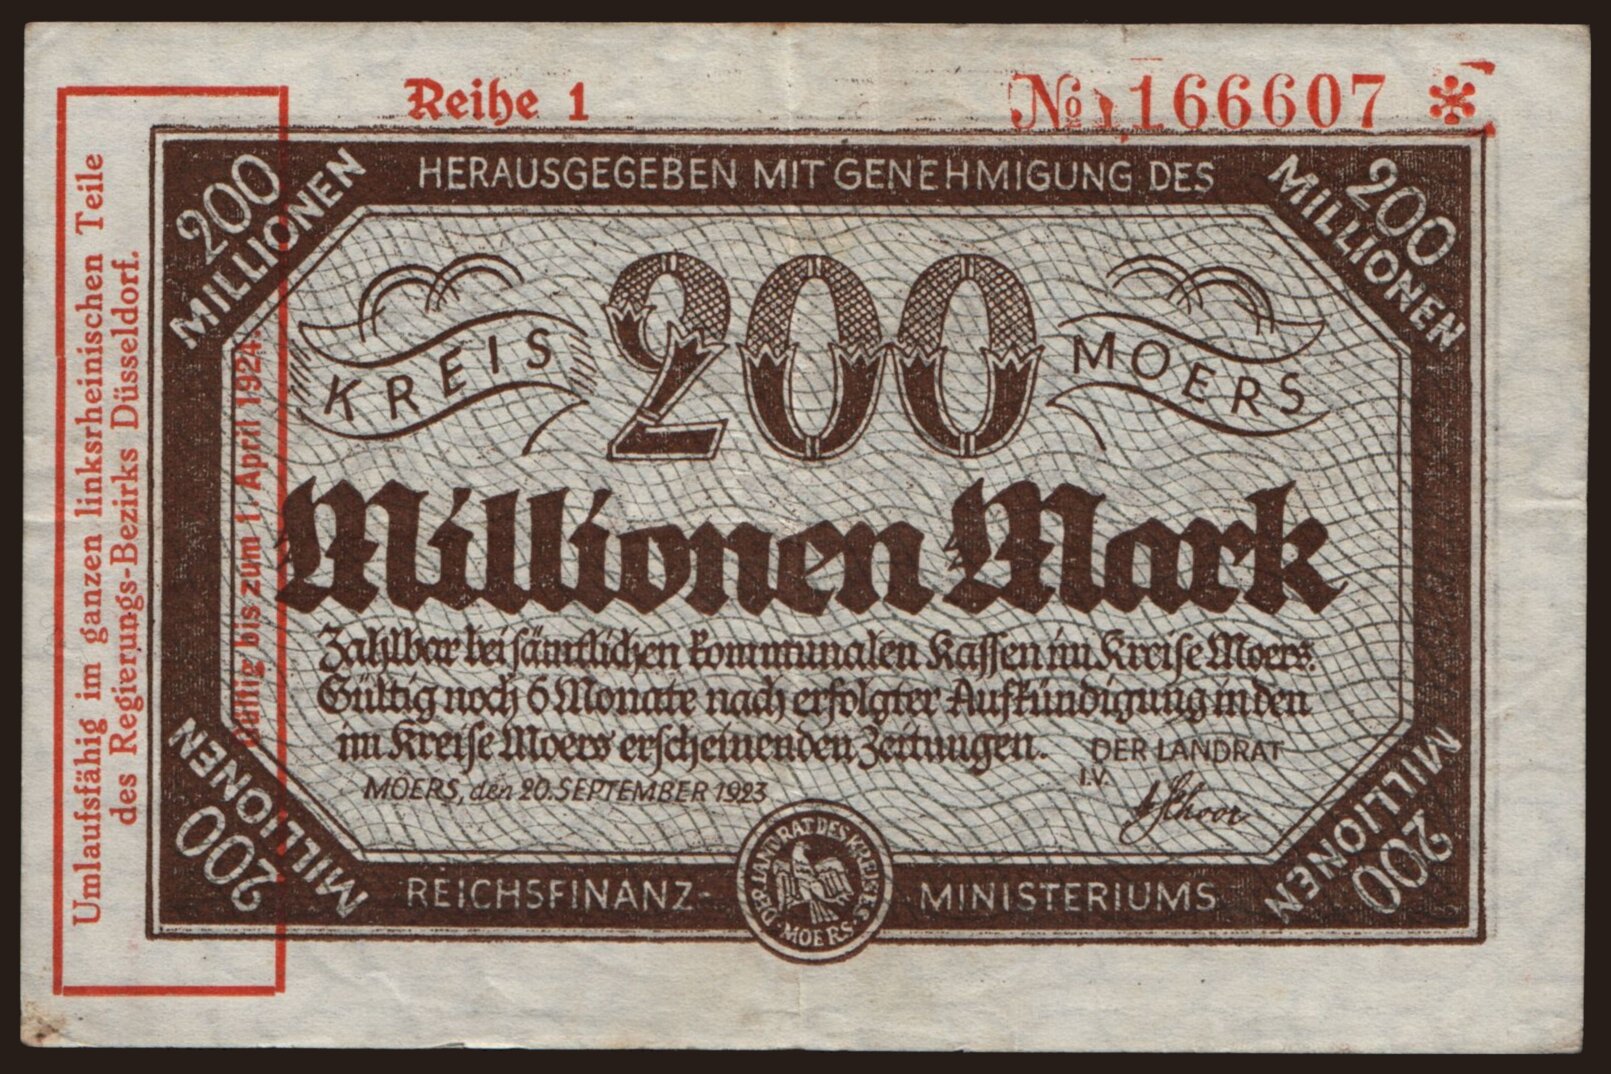 Reihe 1
№ 166607 *
Umlaufsfähig im ganzen linksrheinischen Teile
des Regierungs-Bezirks Düsseldorf.
Gültig bis zum 1. April 1924.
200
MILLIONEN
HERAUSGEGEBEN MIT GENEHMIGUNG DES
200
MILLIONEN
KREIS
200
MOERS
Millionen Mark
Zahlbar bei sämtlichen kommunalen Kassen im Kreise Moers.
Gültig noch 6 Monate nach erfolgter Aufkündigung in den
im Kreise Moers erscheinenden Zeitungen.
DER LANDRAT
I.V.
MOERS, den 20. SEPTEMBER 1923
200
MILLIONEN
REICHSFINANZ-
DER LANDRAT DES KREISES
MOERS
MINISTERIUMS
200
MILLIONEN